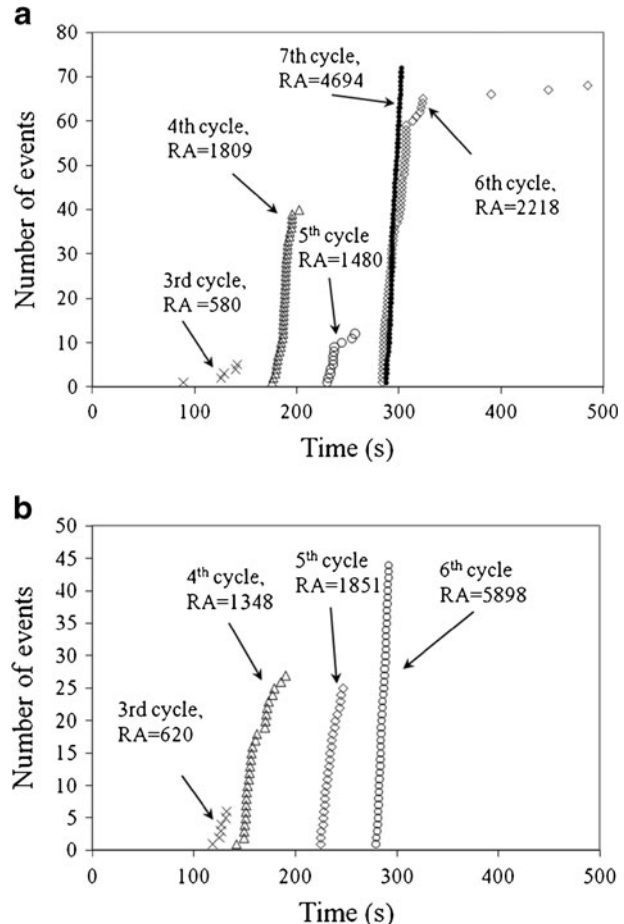 a
80
70
60
50
40
30
20
10
0
Number of events
7th cycle,
RA=4694
4th cycle,
RA=1809
6th cycle,
RA=2218
5th cycle
RA=1480
3rd cycle,
RA =580
0 100 200 300 400 500
Time (s)
b
50
45
40
35
30
25
20
15
10
5
0
Number of events
4th cycle,
RA=1348
5th cycle
RA=1851
6th cycle
RA=5898
3rd cycle,
RA=620
0 100 200 300 400 500
Time (s)